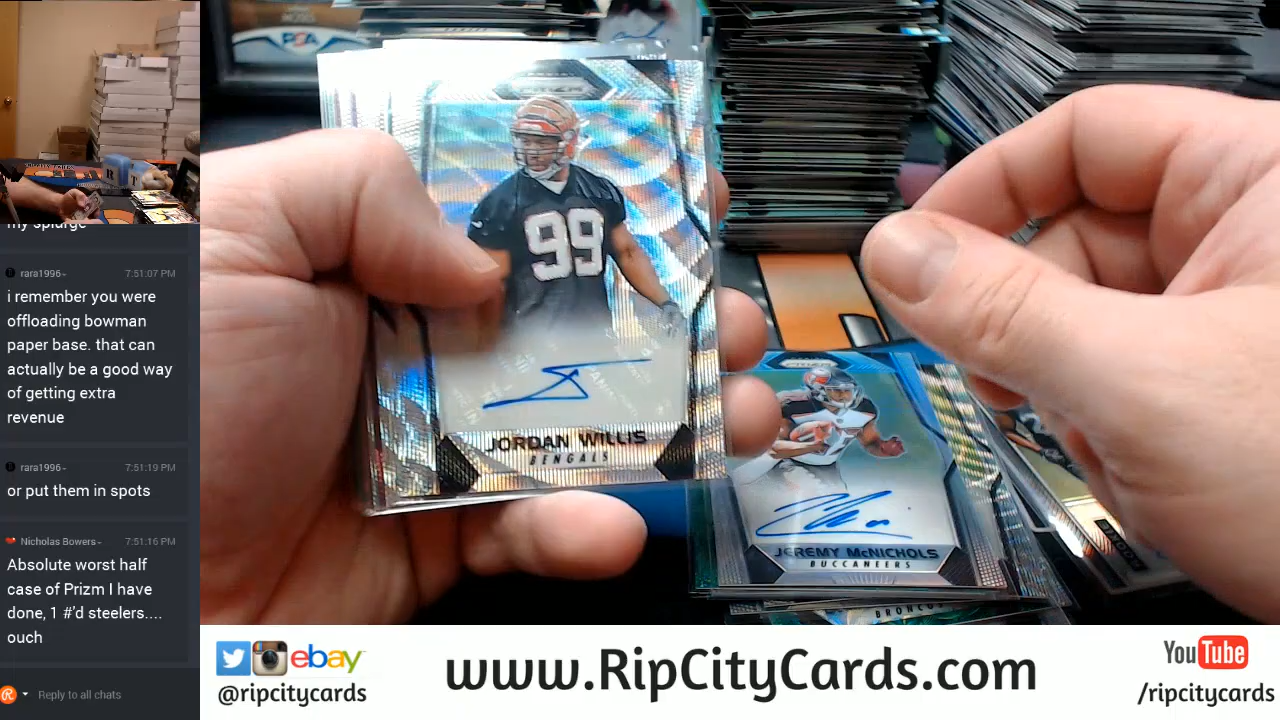 my splurge
rara1996-
7:51:07 PM
i remember you were
offloading bowman
paper base. that can
actually be a good way
of getting extra
revenue
rara1996-
7:51:19 PM
or put them in spots
Nicholas Bowers-
7:51:16 PM
Absolute worst half
case of Prizm I have
done, 1 #'d steelers....
ouch
Reply to all chats
PSA
PRIZM
99
JORDAN WILLIS
BENGALS
PRIZM
JEREMY McNICHOLS
BUCCANEERS
BRONCOS
ebay
@ripcitycards
www.RipCityCards.com
YouTube
/ripcitycards